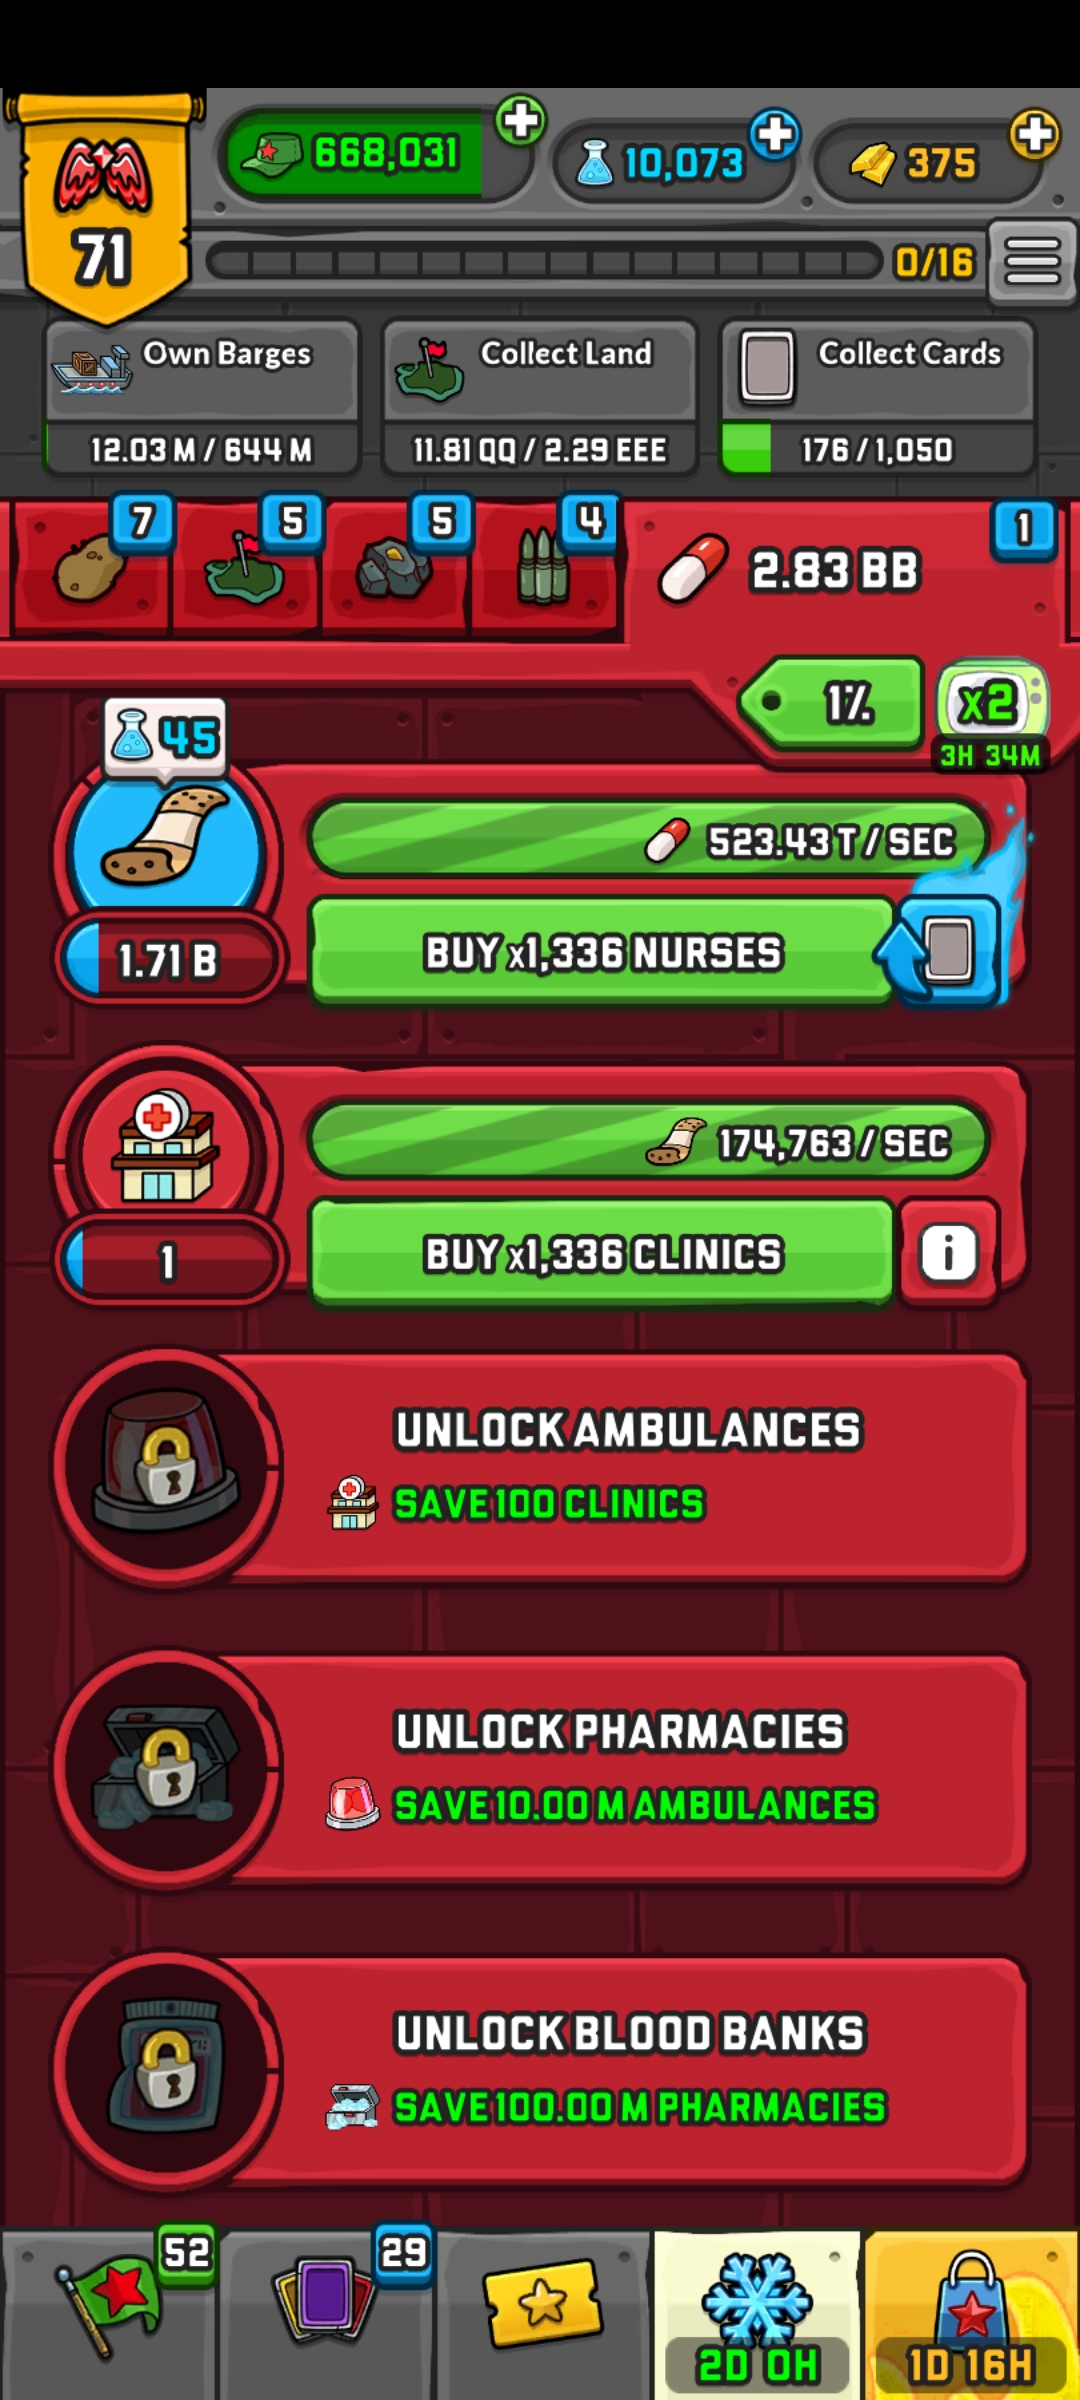 668,031
10,073
375
71
0/16
Own Barges
12.03 M / 644 M
Collect Land
11.81 QQ / 2.29 EEE
Collect Cards
176 / 1,050
7
5
5
4
2.83 BB
1
1%
x2
3H 34M
45
523.43 T / SEC
1.71 B
BUY x1,336 NURSES
174,763 / SEC
1
BUY x1,336 CLINICS
i
UNLOCK AMBULANCES
SAVE 100 CLINICS
UNLOCK PHARMACIES
SAVE 10.00 M AMBULANCES
UNLOCK BLOOD BANKS
SAVE 100.00 M PHARMACIES
52
29
2D 0H
1D 16H